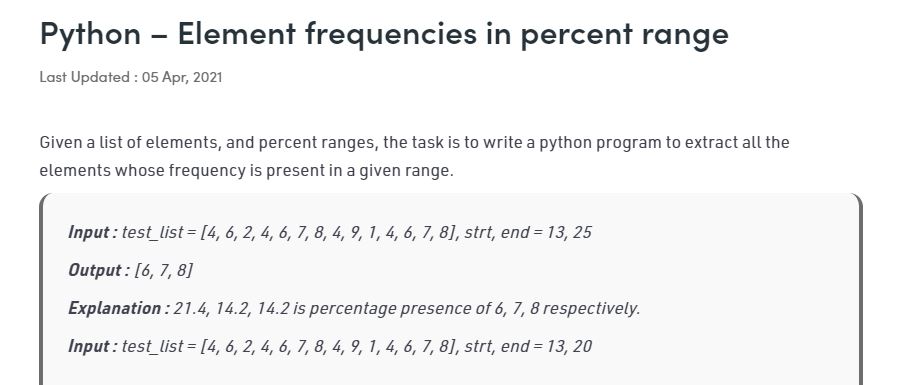 Python – Element frequencies in percent range
Last Updated : 05 Apr, 2021
Given a list of elements, and percent ranges, the task is to write a python program to extract all the
elements whose frequency is present in a given range.
Input : test_list = [4, 6, 2, 4, 6, 7, 8, 4, 9, 1, 4, 6, 7, 8], strt, end = 13, 25
Output : [6, 7, 8]
Explanation : 21.4, 14.2, 14.2 is percentage presence of 6, 7, 8 respectively.
Input : test_list = [4, 6, 2, 4, 6, 7, 8, 4, 9, 1, 4, 6, 7, 8], strt, end = 13, 20